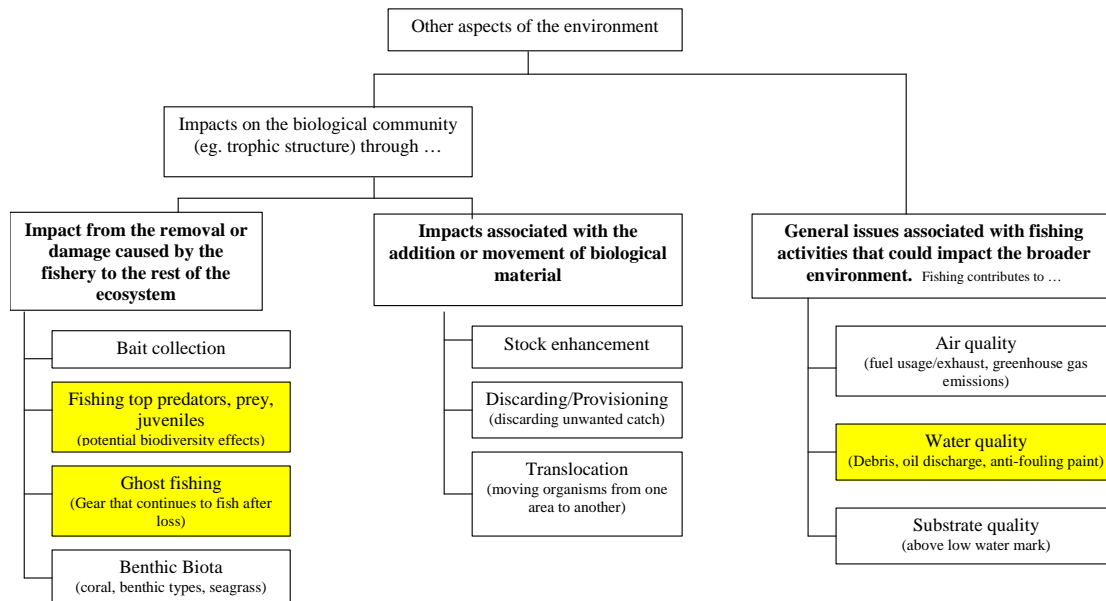 Other aspects of the environment
Impacts on the biological community
(eg. trophic structure) through …
Impact from the removal or
damage caused by the
fishery to the rest of the
ecosystem
Bait collection
Fishing top predators, prey,
juveniles
(potential biodiversity effects)
Ghost fishing
(Gear that continues to fish after
loss)
Benthic Biota
(coral, benthic types, seagrass)
Impacts associated with the
addition or movement of biological
material
Stock enhancement
Discarding/Provisioning
(discarding unwanted catch)
Translocation
(moving organisms from one
area to another)
General issues associated with fishing
activities that could impact the broader
environment. Fishing contributes to …
Air quality
(fuel usage/exhaust, greenhouse gas
emissions)
Water quality
(Debris, oil discharge, anti-fouling paint)
Substrate quality
(above low water mark)